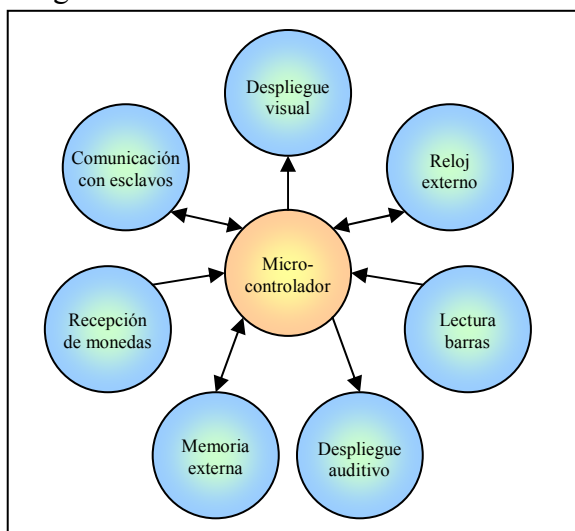 Despliegue
visual
Comunicación
con esclavos
Reloj
externo
Micro-
controlador
Recepción
de monedas
Lectura
barras
Memoria
externa
Despliegue
auditivo